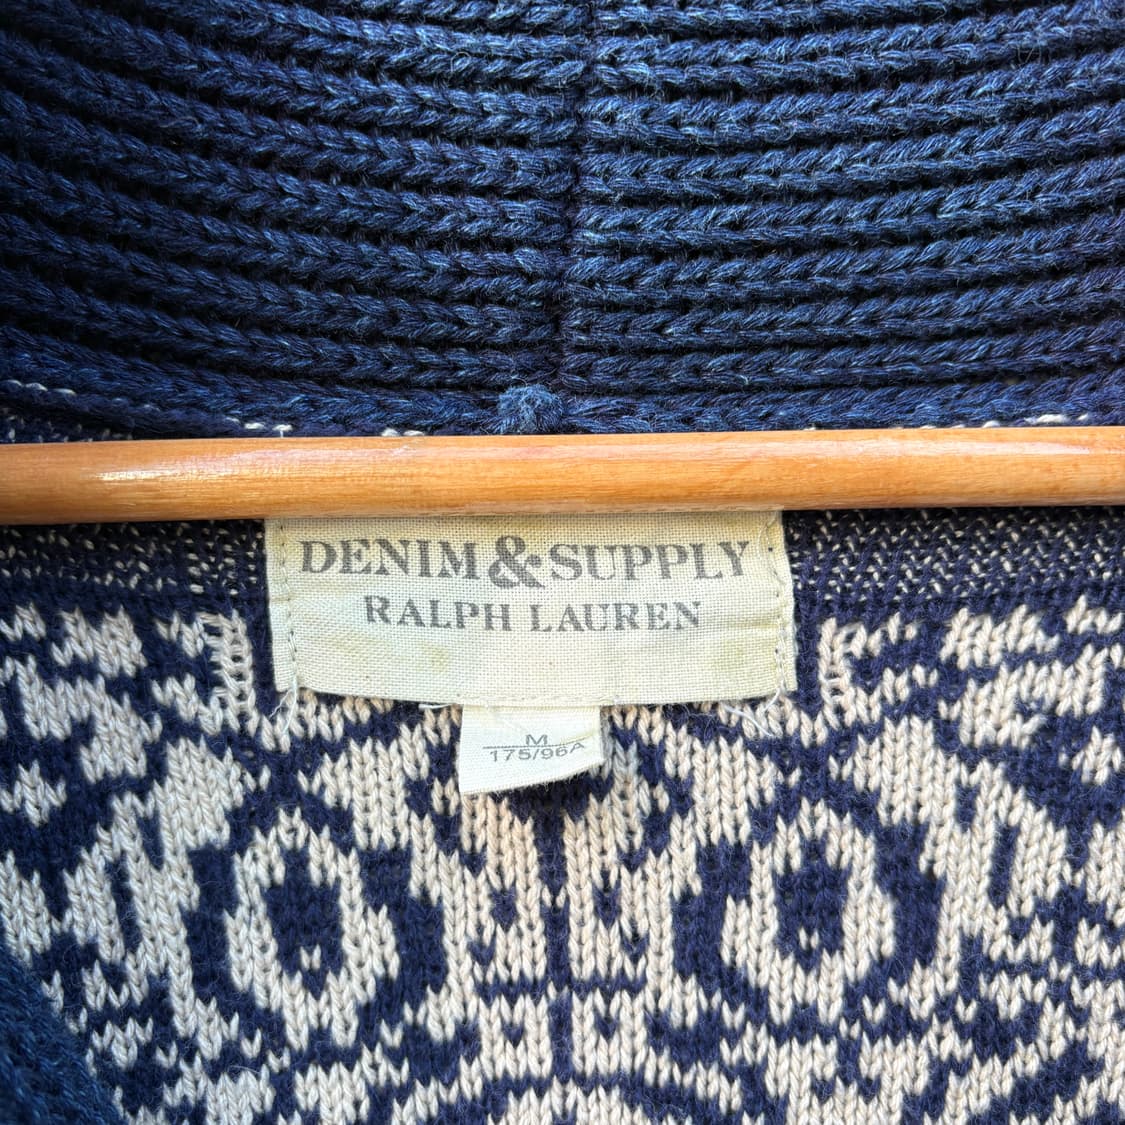 DENIM & SUPPLY
RALPH LAUREN
M
175/96A